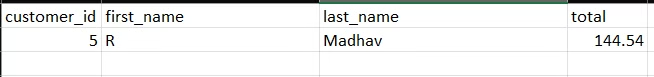 customer_id first_name last_name total
5 R Madhav 144.54